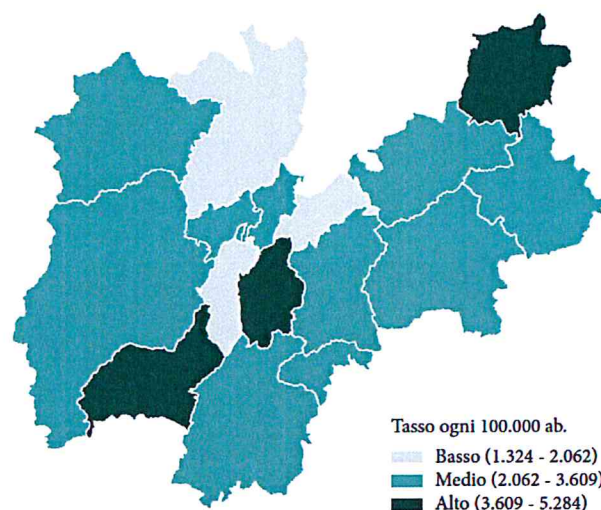 Tasso ogni 100.000 ab.
Basso (1.324 - 2.062)
Medio (2.062 - 3.609)
Alto (3.609 - 5.284)